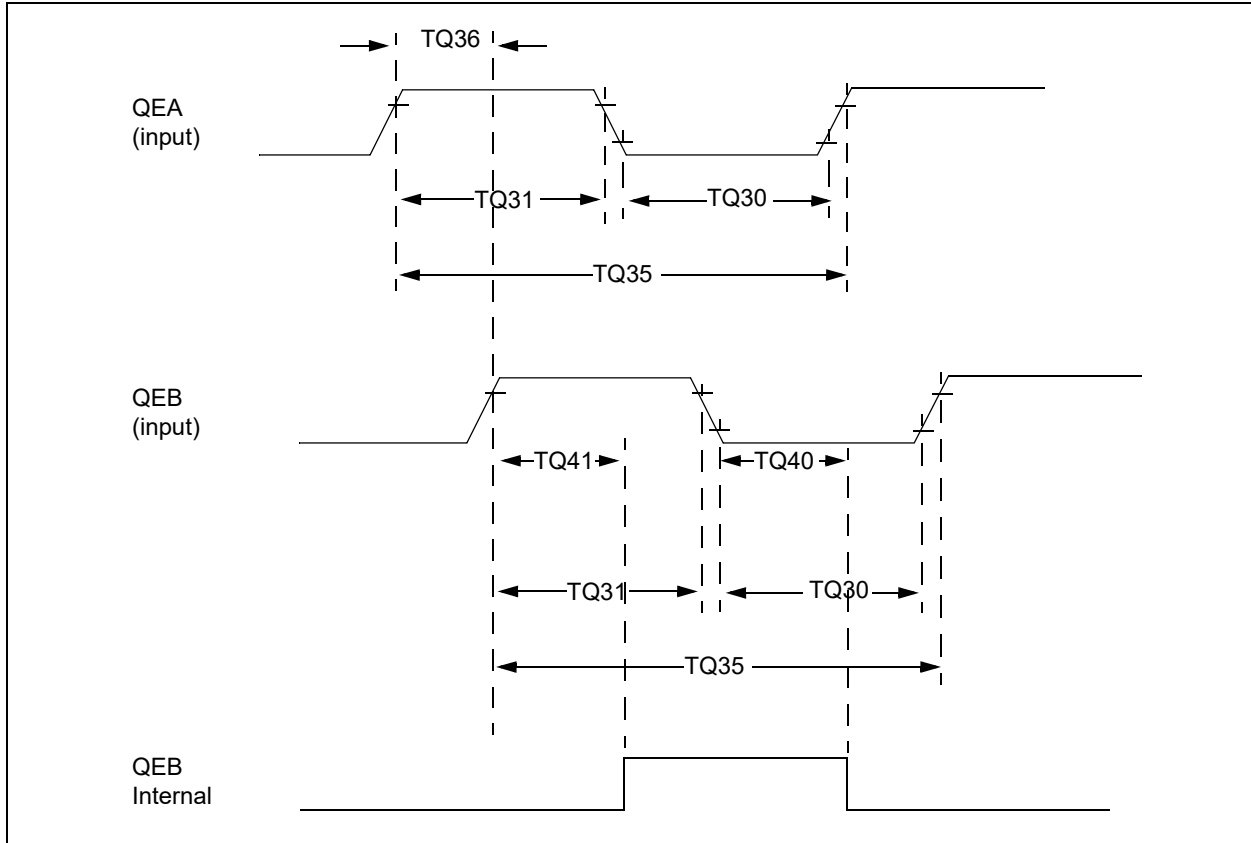 TQ36
QEA
(input)
TQ31
TQ30
TQ35
QEB
(input)
TQ41
TQ40
TQ31
TQ30
TQ35
QEB
Internal